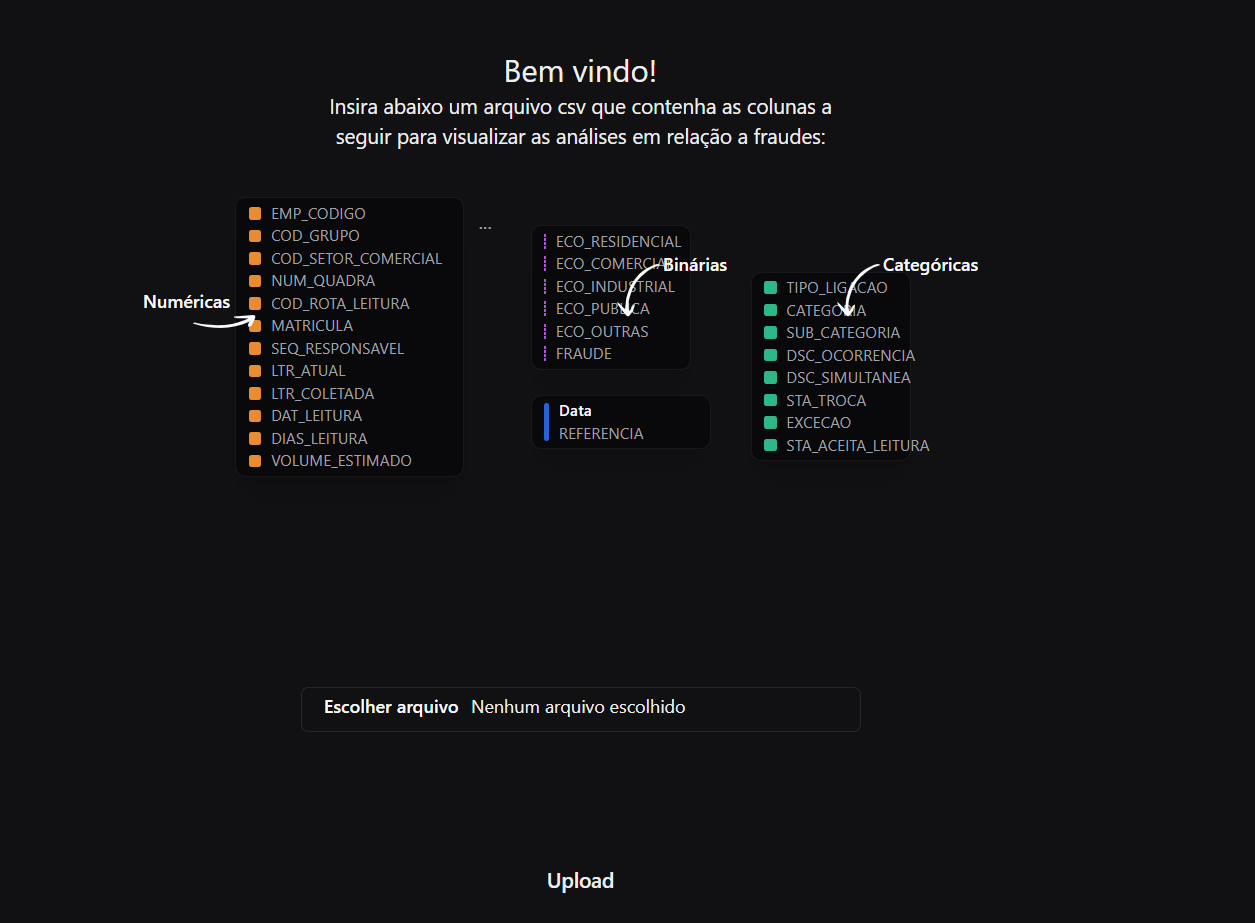 Bem vindo!
Insira abaixo um arquivo csv que contenha as colunas a
seguir para visualizar as análises em relação a fraudes:
Numéricas
EMP_CODIGO
COD_GRUPO
COD_SETOR_COMERCIAL
NUM_QUADRA
COD_ROTA_LEITURA
MATRICULA
SEQ_RESPONSAVEL
LTR_ATUAL
LTR_COLETADA
DAT_LEITURA
DIAS_LEITURA
VOLUME_ESTIMADO
...
Binárias
ECO_RESIDENCIAL
ECO_COMERCIAL
ECO_INDUSTRIAL
ECO_PUBLICA
ECO_OUTRAS
FRAUDE
Data
REFERENCIA
Categóricas
TIPO_LIGACAO
CATEGORIA
SUB_CATEGORIA
DSC_OCORRENCIA
DSC_SIMULTANEA
STA_TROCA
EXCECAO
STA_ACEITA_LEITURA
Escolher arquivo Nenhum arquivo escolhido
Upload